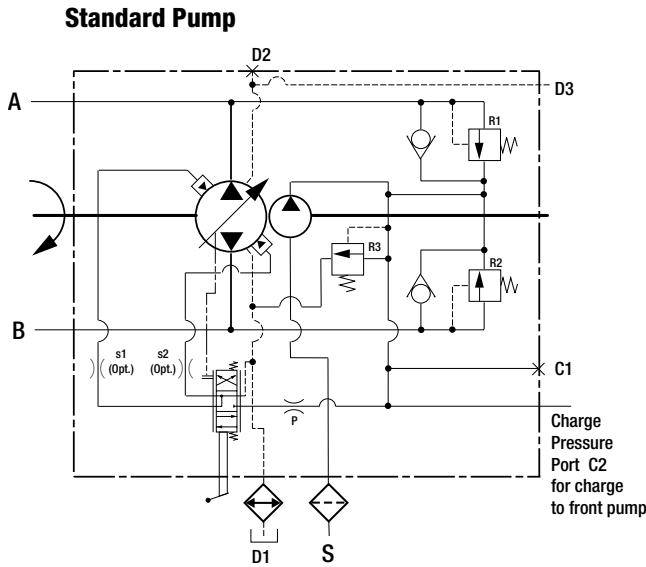 Standard Pump
D2
D3
A
R1
R3
R2
B
s1
(Opt.)
s2
(Opt.)
C1
P
Charge
Pressure
Port C2
for charge
to front pump
D1
S